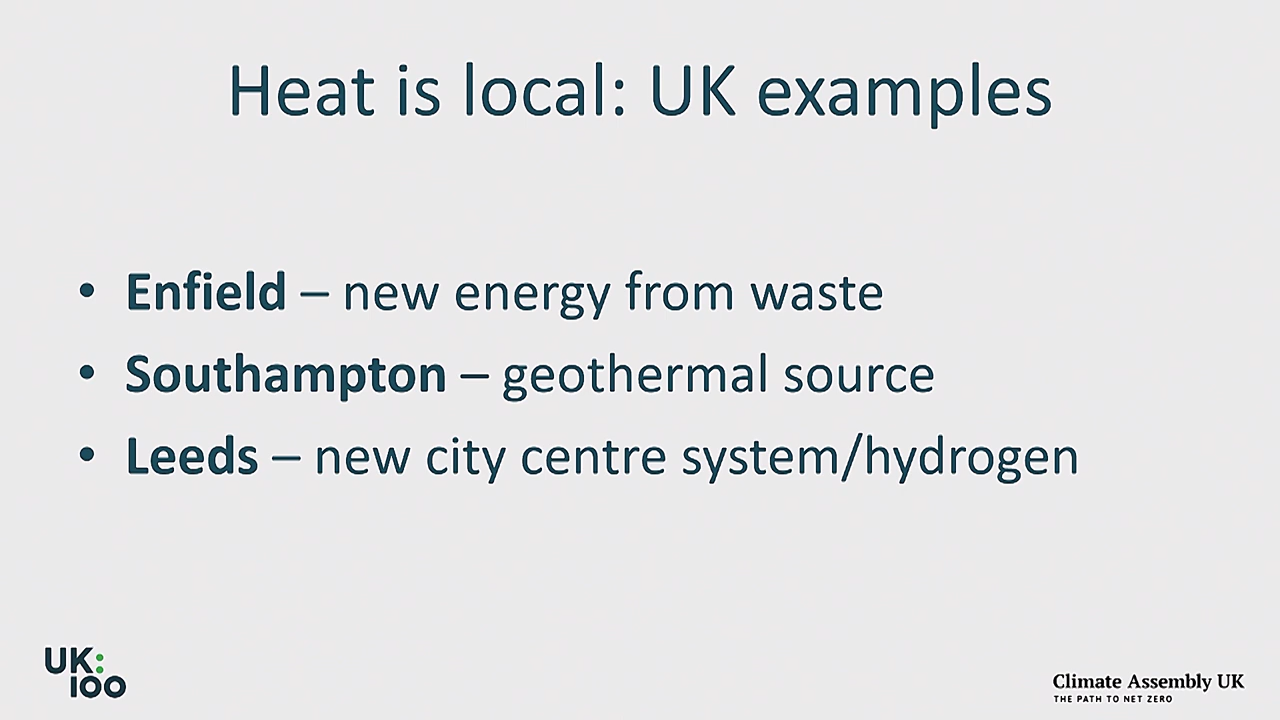 Heat is local: UK examples
• Enfield – new energy from waste
• Southampton – geothermal source
• Leeds – new city centre system/hydrogen
UK:
100
Climate Assembly UK
THE PATH TO NET ZERO